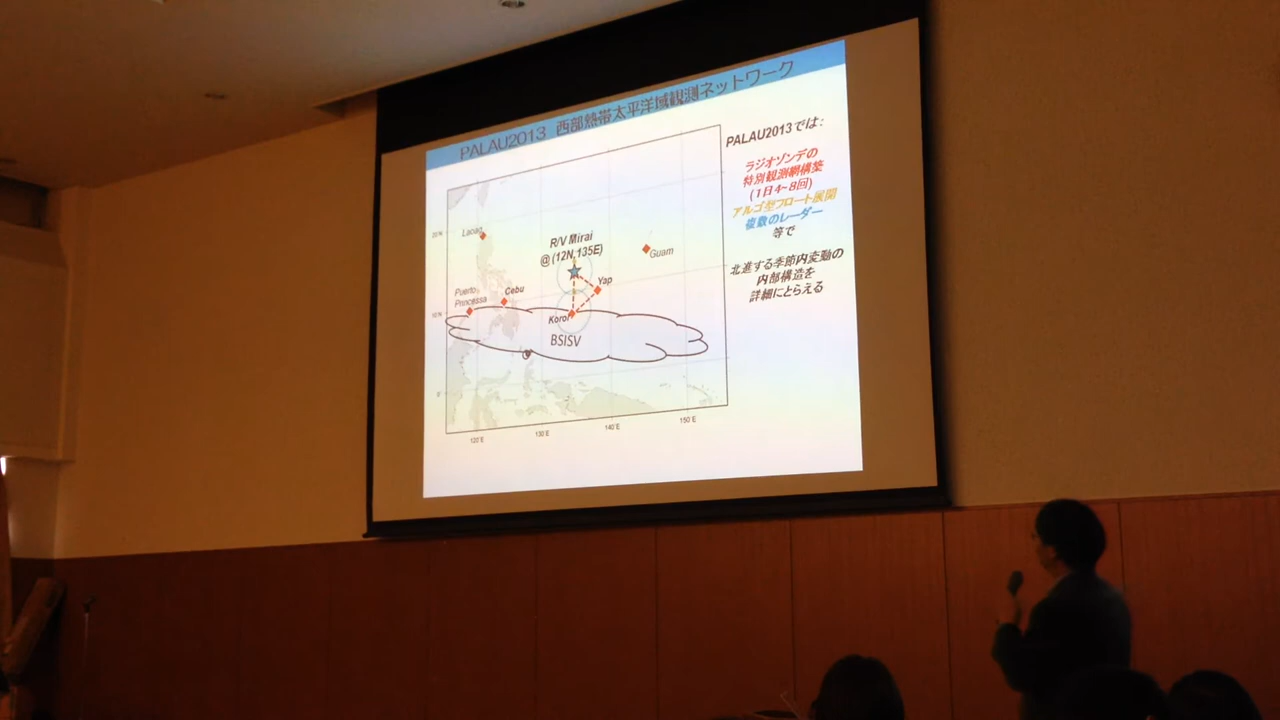 PALAU2013 西部熱帯太平洋域観測ネットワーク
PALAU2013では:
ラジオゾンデの
特別観測網構築
(1日4~8回)
アルゴ型フロート展開
複数のレーダー
等で
北進する季節内変動の
内部構造を
詳細にとらえる
20°N
10°N
0°
Laoag
R/V Mirai
@(12N,135E)
Guam
Yap
Puerto
Princessa
Cebu
Koror
BSISV
120°E
130°E
140°E
150°E